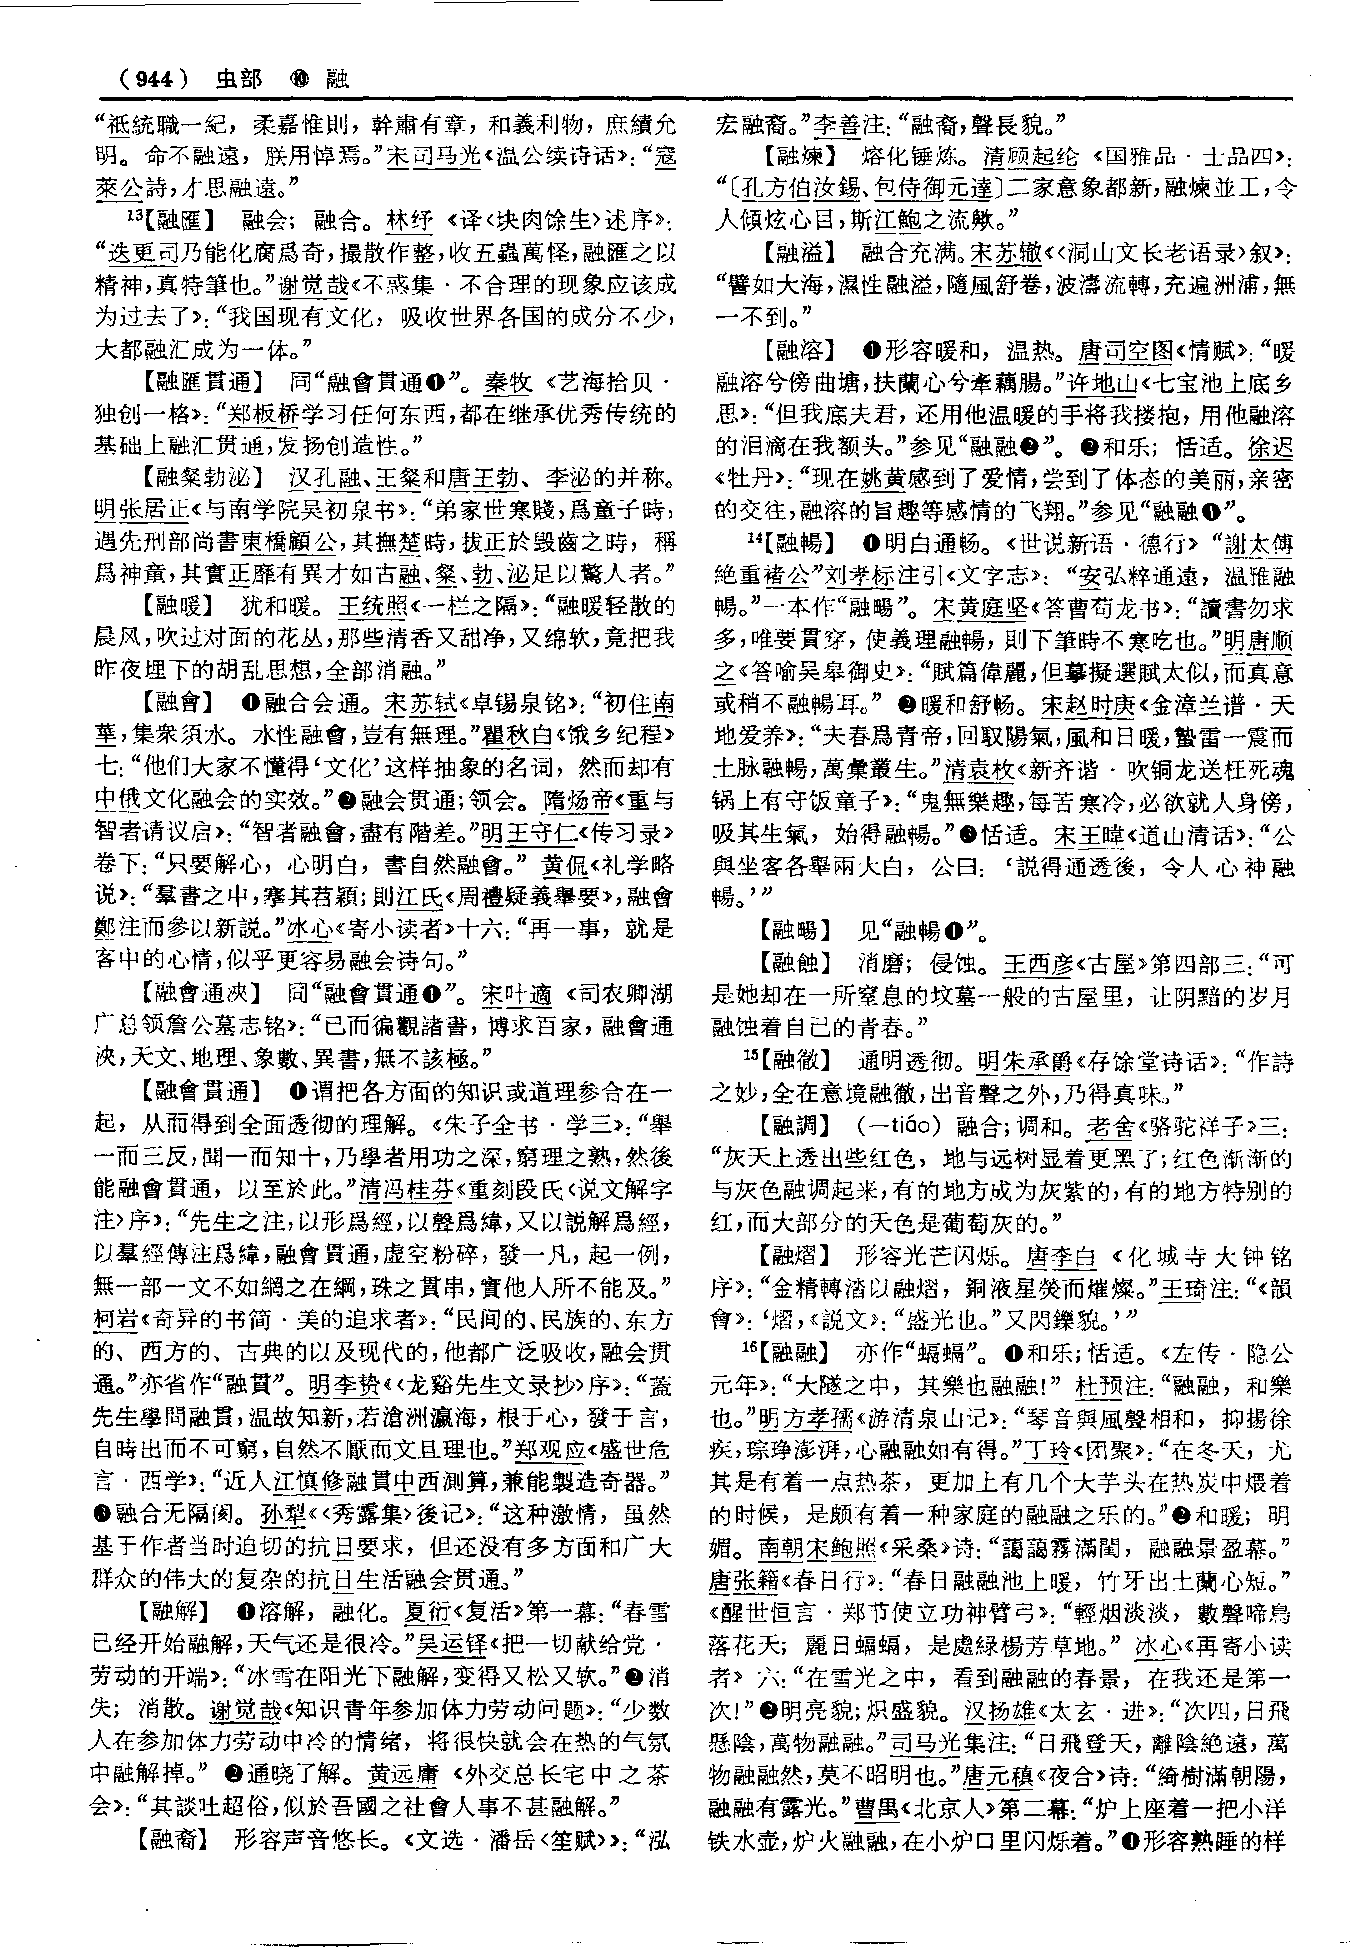 （944） 虫部 ⑩ 融
“祗統職一紀，柔嘉惟則，幹肅有章，和義利物，庶績允
明。命不融遠，朕用悼焉。”宋司马光《温公续诗话》：“寇
萊公詩，才思融遠。”
13【融匯】 融会；融合。林纾《译〈块肉馀生〉述序》：
“迭更司乃能化腐爲奇，撮散作整，收五蟲萬怪，融匯之以
精神，真特筆也。”谢觉哉《不惑集·不合理的现象应该成
为过去了》：“我国现有文化，吸收世界各国的成分不少，
大都融汇成为一体。”
【融匯貫通】 同“融會貫通❶”。秦牧《艺海拾贝·
独创一格》：“郑板桥学习任何东西，都在继承优秀传统的
基础上融汇贯通，发扬创造性。”
【融粲勃泌】 汉孔融、王粲和唐王勃、李泌的并称。
明张居正《与南学院吴初泉书》：“弟家世寒賤，爲童子時，
遇先刑部尚書東橋顧公，其撫楚時，拔正於毀齒之時，稱
爲神童，其實正靡有異才如古融、粲、勃、泌足以驚人者。”
【融暖】 犹和暖。王统照《一栏之隔》：“融暖轻散的
晨风，吹过对面的花丛，那些清香又甜净，又绵软，竟把我
昨夜埋下的胡乱思想，全部消融。”
【融會】 ❶融合会通。宋苏轼《卓锡泉铭》：“初住南
華，集衆須水。水性融會，豈有無理。”瞿秋白《饿乡纪程》
七：“他们大家不懂得‘文化’这样抽象的名词，然而却有
中俄文化融会的实效。”❷融会贯通；领会。隋炀帝《重与
智者请议启》：“智者融會，盡有階差。”明王守仁《传习录》
卷下：“只要解心，心明白，書自然融會。”黄侃《礼学略
说》：“羣書之中，搴其苕穎；則江氏《周禮疑義舉要》，融會
鄭注而參以新説。”冰心《寄小读者》十六：“再一事，就是
客中的心情，似乎更容易融会诗句。”
【融會通浹】 同“融會貫通❶”。宋叶適《司农卿湖
广总领詹公墓志铭》：“已而徧觀諸書，博求百家，融會通
浹，天文、地理、象數、異書，無不該極。”
【融會貫通】 ❶谓把各方面的知识或道理参合在一
起，从而得到全面透彻的理解。《朱子全书·学三》：“舉
一而三反，聞一而知十，乃學者用功之深，窮理之熟，然後
能融會貫通，以至於此。”清冯桂芬《重刻段氏〈说文解字
注〉序》：“先生之注，以形爲經，以聲爲緯，又以説解爲經，
以羣經傳注爲緯，融會貫通，虚空粉碎，發一凡，起一例，
無一部一文不如網之在綱，珠之貫串，實他人所不能及。”
柯岩《奇异的书简·美的追求者》：“民间的、民族的、东方
的、西方的、古典的以及现代的，他都广泛吸收，融会贯
通。”亦省作“融貫”。明李贽《〈龙谿先生文录抄〉序》：“蓋
先生學問融貫，温故知新，若滄洲瀛海，根于心，發于言，
自時出而不可窮，自然不厭而文且理也。”郑观应《盛世危
言·西学》：“近人江慎修融貫中西測算，兼能製造奇器。”
❸融合无隔阂。孙犁《〈秀露集〉後记》：“这种激情，虽然
基于作者当时迫切的抗日要求，但还没有多方面和广大
群众的伟大的复杂的抗日生活融会贯通。”
【融解】 ❶溶解，融化。夏衍《复活》第一幕：“春雪
已经开始融解，天气还是很冷。”吴运铎《把一切献给党·
劳动的开端》：“冰雪在阳光下融解，变得又松又软。”❷消
失；消散。谢觉哉《知识青年参加体力劳动问题》：“少数
人在参加体力劳动中冷的情绪，将很快就会在热的气氛
中融解掉。”❷通晓了解。黄远庸《外交总长宅中之茶
会》：“其談吐超俗，似於吾國之社會人事不甚融解。”
【融裔】 形容声音悠长。《文选·潘岳〈笙赋〉》：“泓
宏融裔。”李善注：“融裔，聲長貌。”
【融煉】 熔化锤炼。清顾起纶《国雅品·士品四》：
“〔孔方伯汝錫、包侍御元達〕二家意象都新，融煉並工，令
人傾炫心目，斯江鮑之流歟。”
【融溢】 融合充满。宋苏辙《〈洞山文长老语录〉叙》：
“譬如大海，濕性融溢，隨風舒卷，波濤流轉，充遍洲浦，無
一不到。”
【融溶】 ❶形容暖和，温热。唐司空图《情赋》：“暖
融溶兮傍曲塘，扶蘭心兮牽藕腸。”许地山《七宝池上底乡
思》：“但我底夫君，还用他温暖的手将我搂抱，用他融溶
的泪滴在我额头。”参见“融融❷”。❷和乐；恬适。徐迟
《牡丹》：“现在姚黄感到了爱情，尝到了体态的美丽，亲密
的交往，融溶的旨趣等感情的飞翔。”参见“融融❶”。
14【融暢】 ❶明白通畅。《世说新语·德行》“謝太傅
絶重褚公”刘孝标注引《文字志》：“安弘粹通遠，温雅融
暢。”一本作“融暘”。宋黄庭坚《答曹荀龙书》：“讀書勿求
多，唯要貫穿，使義理融暢，則下筆時不寒吃也。”明唐顺
之《答喻吴皋御史》：“賦篇偉麗，但摹擬選賦太似，而真意
或稍不融暢耳。”❷暖和舒畅。宋赵时庚《金漳兰谱·天
地爱养》：“夫春爲青帝，回馭陽氣，風和日暖，蟄雷一震而
土脉融暢，萬彙叢生。”清袁枚《新齐谐·吹铜龙送枉死魂
锅上有守饭童子》：“鬼無樂趣，每苦寒冷，必欲就人身傍，
吸其生氣，始得融暢。”❸恬适。宋王暐《道山清话》：“公
與坐客各舉兩大白，公曰：‘説得通透後，令人心神融
暢。’”
【融暘】 见“融暢❶”。
【融蝕】 消磨；侵蚀。王西彦《古屋》第四部三：“可
是她却在一所窒息的坟墓一般的古屋里，让阴黯的岁月
融蚀着自己的青春。”
15【融徹】 通明透彻。明朱承爵《存馀堂诗话》：“作詩
之妙，全在意境融徹，出音聲之外，乃得真味。”
【融調】 （—tiáo）融合；调和。老舍《骆驼祥子》三：
“灰天上透出些红色，地与远树显着更黑了；红色渐渐的
与灰色融调起来，有的地方成为灰紫的，有的地方特别的
红，而大部分的天色是葡萄灰的。”
【融熠】 形容光芒闪烁。唐李白《化城寺大钟铭
序》：“金精轉涾以融熠，銅液星熒而熣燦。”王琦注：“《韻
會》：‘熠，《説文》：“盛光也。”又閃鑠貌。’”
16【融融】 亦作“螎螎”。❶和乐；恬适。《左传·隐公
元年》：“大隧之中，其樂也融融！”杜预注：“融融，和樂
也。”明方孝孺《游清泉山记》：“琴音與風聲相和，抑揚徐
疾，琮琤澎湃，心融融如有得。”丁玲《团聚》：“在冬天，尤
其是有着一点热茶，更加上有几个大芋头在热炭中煨着
的时候，是颇有着一种家庭的融融之乐的。”❷和暖；明
媚。南朝宋鲍照《采桑》诗：“藹藹霧滿閨，融融景盈幕。”
唐张籍《春日行》：“春日融融池上暖，竹牙出土蘭心短。”
《醒世恒言·郑节使立功神臂弓》：“輕烟淡淡，數聲啼鳥
落花天；麗日螎螎，是處緑楊芳草地。”冰心《再寄小读
者》六：“在雪光之中，看到融融的春景，在我还是第一
次！”❷明亮貌；炽盛貌。汉扬雄《太玄·进》：“次四，日飛
懸陰，萬物融融。”司马光集注：“日飛登天，離陰絶遠，萬
物融融然，莫不昭明也。”唐元稹《夜合》诗：“綺樹滿朝陽，
融融有露光。”曹禺《北京人》第二幕：“炉上座着一把小洋
铁水壶，炉火融融，在小炉口里闪烁着。”❹形容熟睡的样